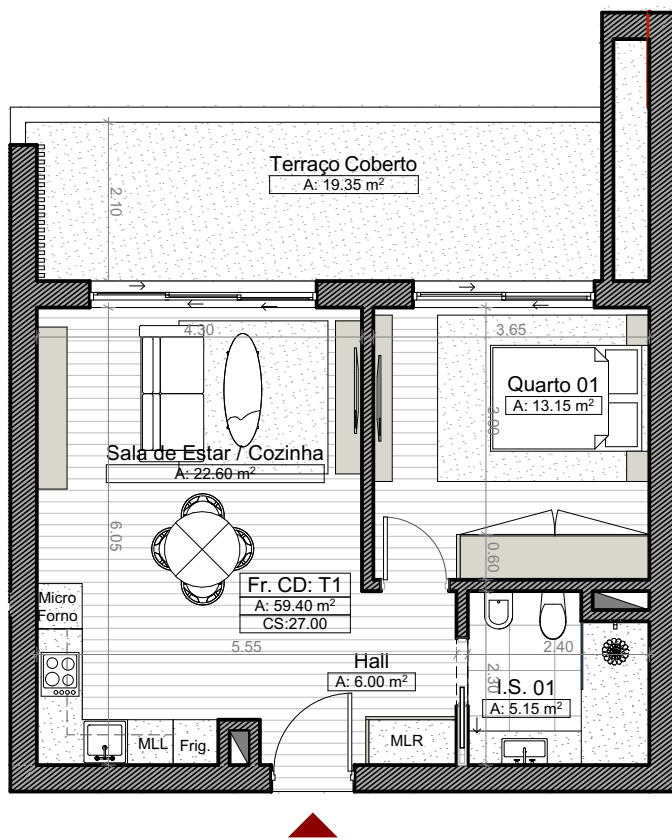 Terraço Coberto
A: 19.35 m²
2.10
4.30
3.65
Quarto 01
A: 13.15 m²
3.00
Sala de Estar / Cozinha
A: 22.60 m²
6.05
0.60
Fr. CD: T1
A: 59.40 m²
CS:27.00
Micro
Forno
5.55
2.40
Hall
A: 6.00 m²
2.30
I.S. 01
A: 5.15 m²
MLL
Frig.
MLR